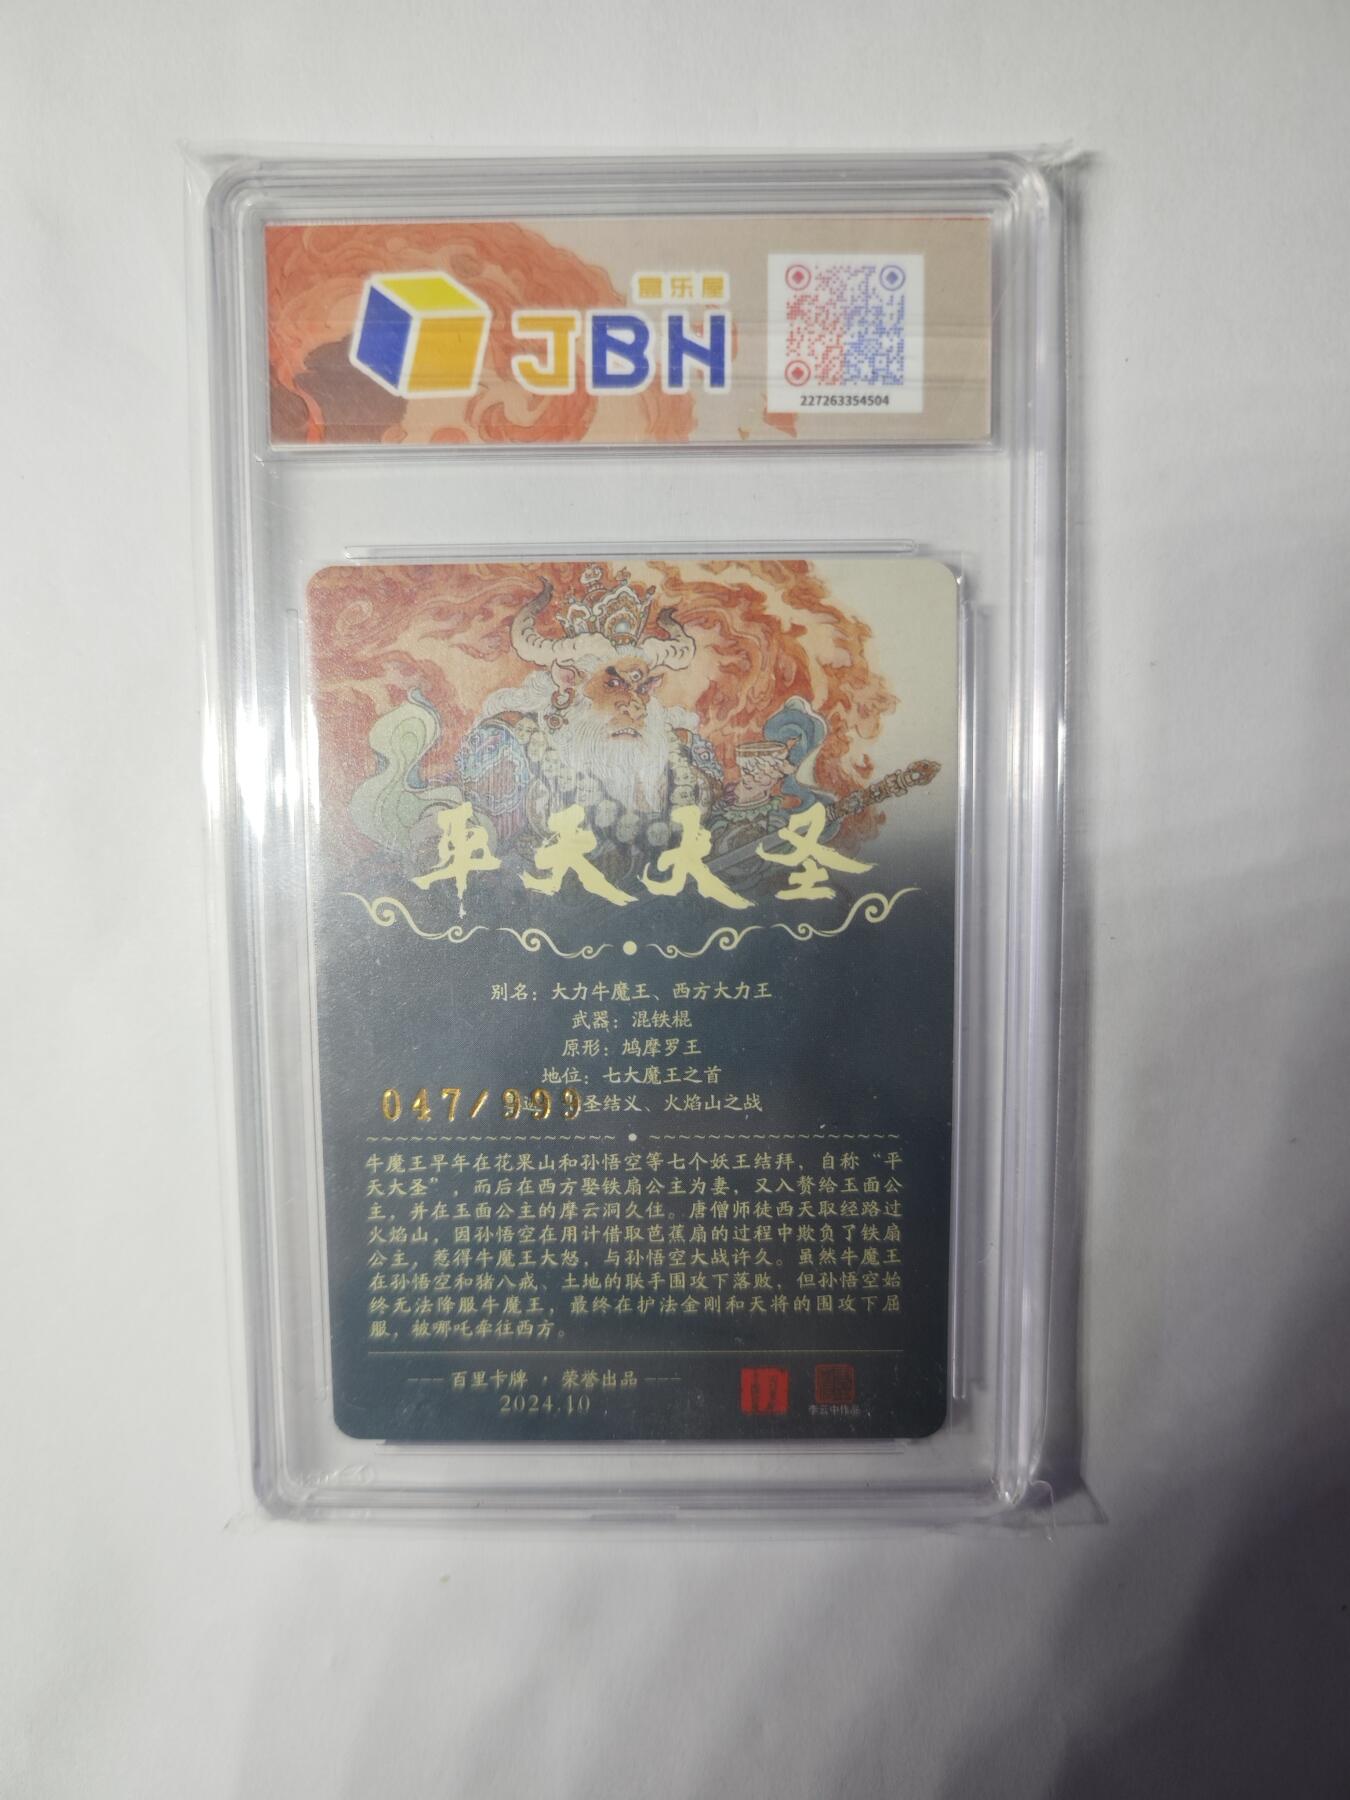 盒乐屋
JBH
227263354504
平天大圣
别名：大力牛魔王、西方大力王
武器：混铁棍
原形：鸠摩罗王
地位：七大魔王之首
047/999
圣结义、火焰山之战
牛魔王早年在花果山和孙悟空等七个妖王结拜，自称“平
天大圣”，而后在西方娶铁扇公主为妻，又入赘给玉面公
主，并在玉面公主的摩云洞久住。唐僧师徒西天取经路过
火焰山，因孙悟空在用计借取芭蕉扇的过程中欺负了铁扇
公主，惹得牛魔王大怒，与孙悟空大战许久。虽然牛魔王
在孙悟空和猪八戒、土地的联手围攻下落败，但孙悟空始
终无法降服牛魔王，最终在护法金刚和天将的围攻下屈
服，被哪吒牵往西方。
--- 百里卡牌 · 荣誉出品 ---
2024.10
李云中作品